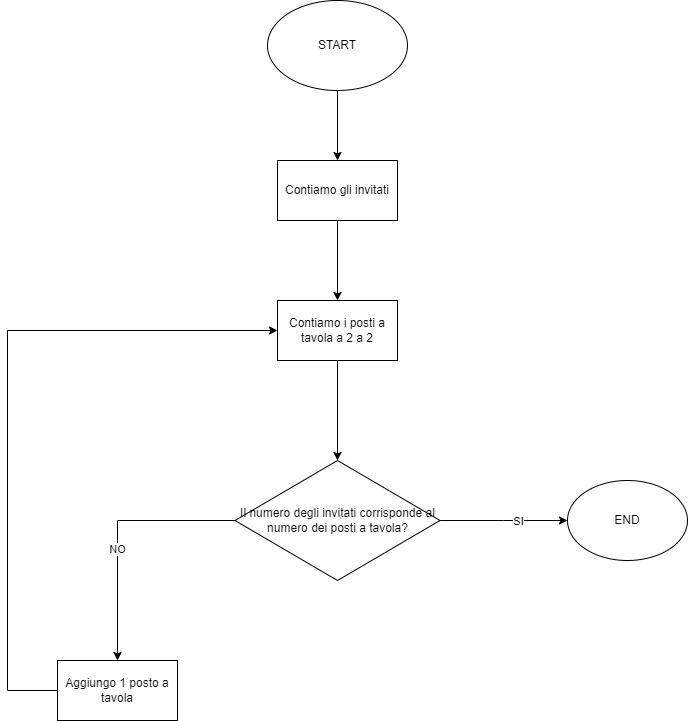 START
Contiamo gli invitati
Contiamo i posti a
tavola a 2 a 2
Il numero degli invitati corrisponde al
numero dei posti a tavola?
SI
END
NO
Aggiungo 1 posto a
tavola